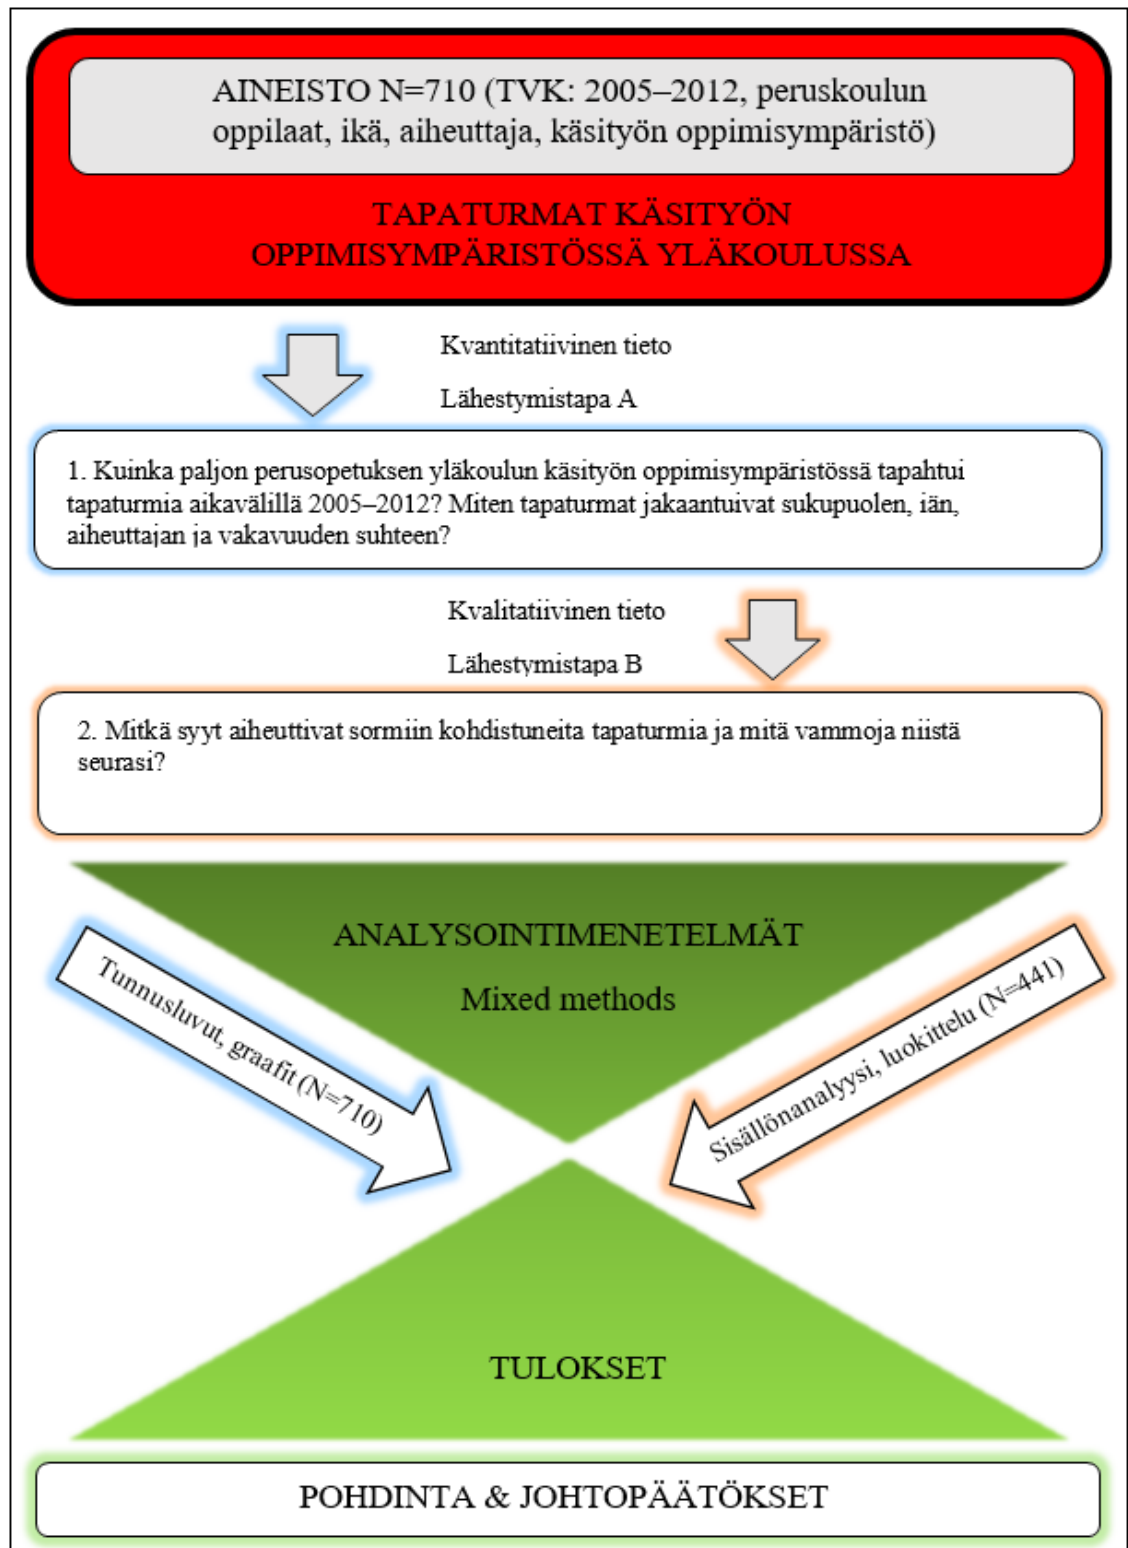 AINEISTO N=710 (TVK: 2005–2012, peruskoulun
oppilaat, ikä, aiheuttaja, käsityön oppimisympäristö)
TAPATURMAT KÄSITYÖN
OPPIMISYMPÄRISTÖSSÄ YLÄKOULUSSA
Kvantitatiivinen tieto
Lähestymistapa A
1. Kuinka paljon perusopetuksen yläkoulun käsityön oppimisympäristössä tapahtui
tapaturmia aikavälillä 2005–2012? Miten tapaturmat jakaantuivat sukupuolen, iän,
aiheuttajan ja vakavuuden suhteen?
Kvalitatiivinen tieto
Lähestymistapa B
2. Mitkä syyt aiheuttivat sormiin kohdistuneita tapaturmia ja mitä vammoja niistä
seurasi?
ANALYSOINTIMENETELMÄT
Mixed methods
Tunnusluvut, graafit (N=710)
Sisällönanalyysi, luokittelu (N=441)
TULOKSET
POHDINTA & JOHTOPÄÄTÖKSET